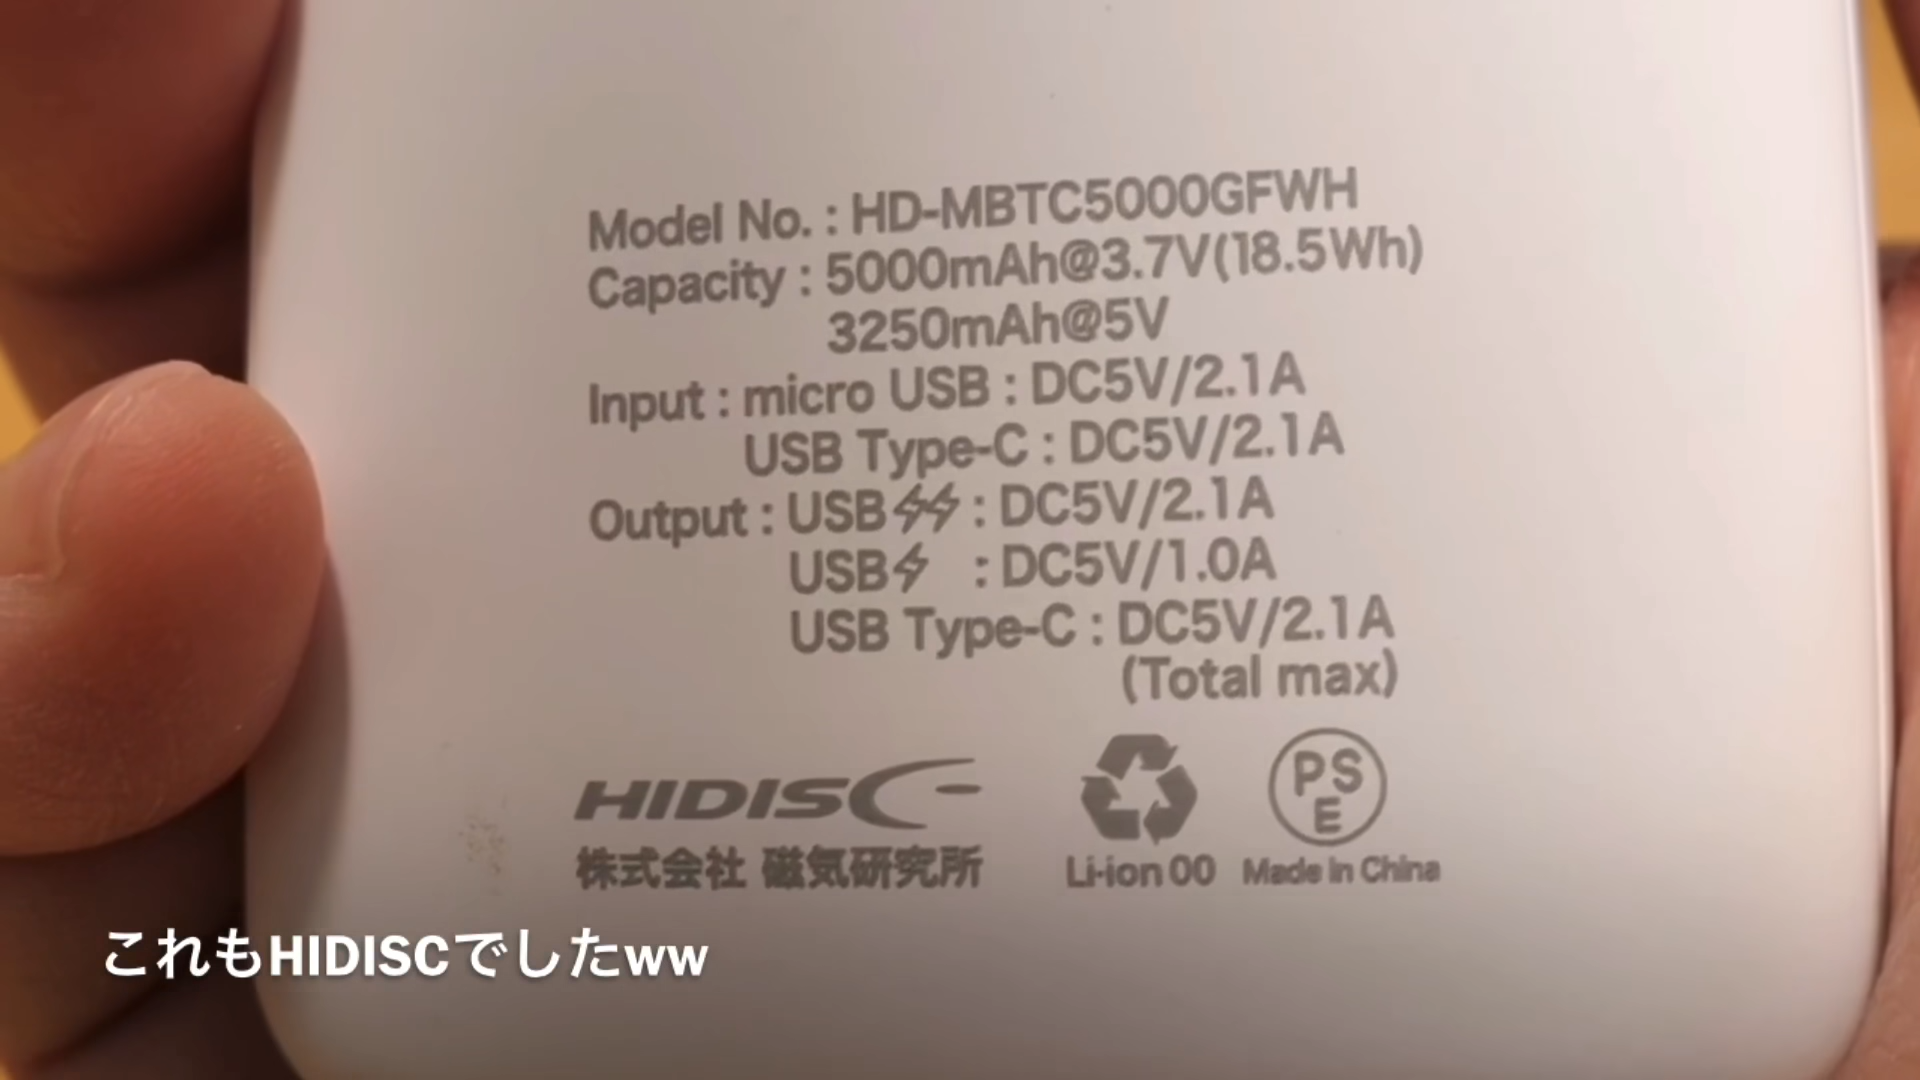 Model No. : HD-MBTC5000GFWH
Capacity : 5000mAh@3.7V(18.5Wh)
3250mAh@5V
Input : micro USB : DC5V/2.1A
USB Type-C : DC5V/2.1A
Output : USB⚡⚡ : DC5V/2.1A
USB⚡ : DC5V/1.0A
USB Type-C : DC5V/2.1A
(Total max)
HIDISC
株式会社 磁気研究所
Li-ion 00
PSE
Made in China
これもHIDISCでしたww